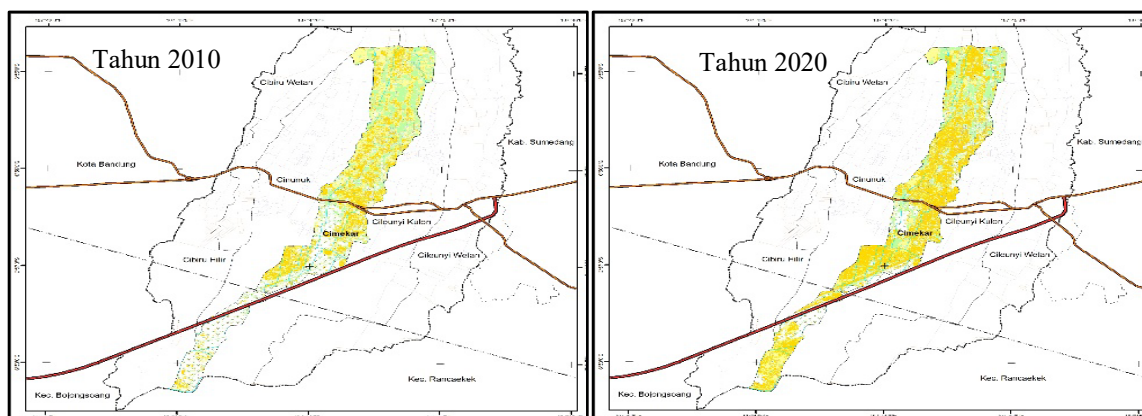 Tahun 2010
Cibiru Wetan
Kab. Sumedang
Kota Bandung
Cinunuk
Cileunyi Kulon
Cimekar
Cibiru Hilir
Cileunyi Wetan
Kec. Rancaekek
Kec. Bojongsoang
Tahun 2020
Cibiru Wetan
Kab. Sumedang
Kota Bandung
Cinunuk
Cileunyi Kulon
Cimekar
Cibiru Hilir
Cileunyi Wetan
Kec. Rancaekek
Kec. Bojongsoang